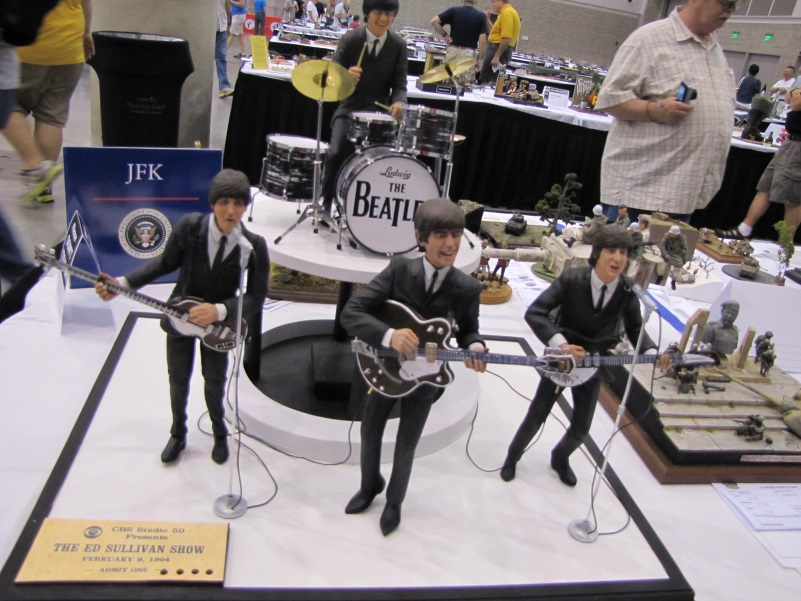 JFK
Ludwig
THE
BEATLES
CBS Studio 50
Presents
THE ED SULLIVAN SHOW
FEBRUARY 9, 1964
ADMIT ONE